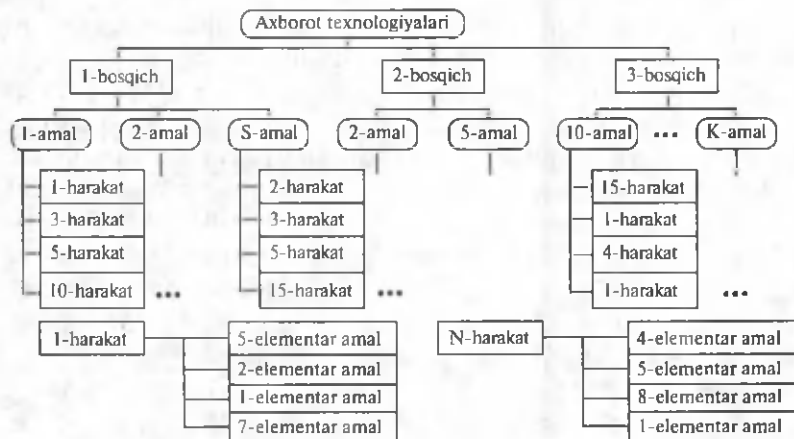 Axborot texnologiyalari
1-bosqich 2-bosqich 3-bosqich
1-amal 2-amal S-amal 2-amal 5-amal 10-amal ... K-amal
1-harakat 2-harakat 15-harakat
3-harakat 3-harakat 1-harakat
5-harakat 5-harakat 4-harakat
10-harakat ... 15-harakat ... 1-harakat ...
1-harakat 5-elementar amal N-harakat 4-elementar amal
2-elementar amal 5-elementar amal
1-elementar amal 8-elementar amal
7-elementar amal 1-elementar amal